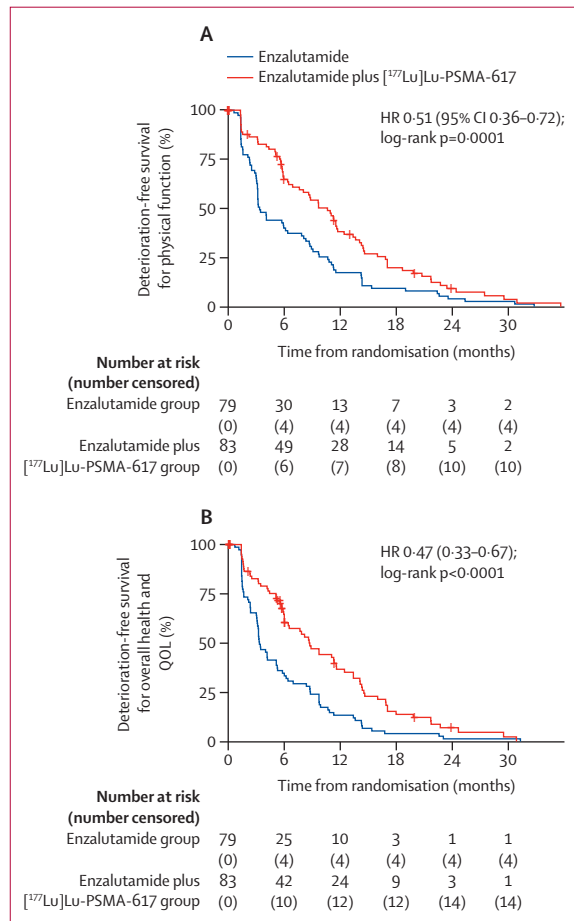 A
Enzalutamide
Enzalutamide plus [¹⁷⁷Lu]Lu-PSMA-617
HR 0·51 (95% CI 0·36–0·72);
log-rank p=0·0001
Deterioration-free survival
for physical function (%)
100
75
50
25
0
0 6 12 18 24 30
Time from randomisation (months)
Number at risk
(number censored)
Enzalutamide group 79 30 13 7 3 2
(0) (4) (4) (4) (4) (4)
Enzalutamide plus 83 49 28 14 5 2
[¹⁷⁷Lu]Lu-PSMA-617 group (0) (6) (7) (8) (10) (10)
B
HR 0·47 (0·33–0·67);
log-rank p<0·0001
Deterioration-free survival
for overall health and
QOL (%)
100
75
50
25
0
0 6 12 18 24 30
Time from randomisation (months)
Number at risk
(number censored)
Enzalutamide group 79 25 10 3 1 1
(0) (4) (4) (4) (4) (4)
Enzalutamide plus 83 42 24 9 3 1
[¹⁷⁷Lu]Lu-PSMA-617 group (0) (10) (12) (12) (14) (14)